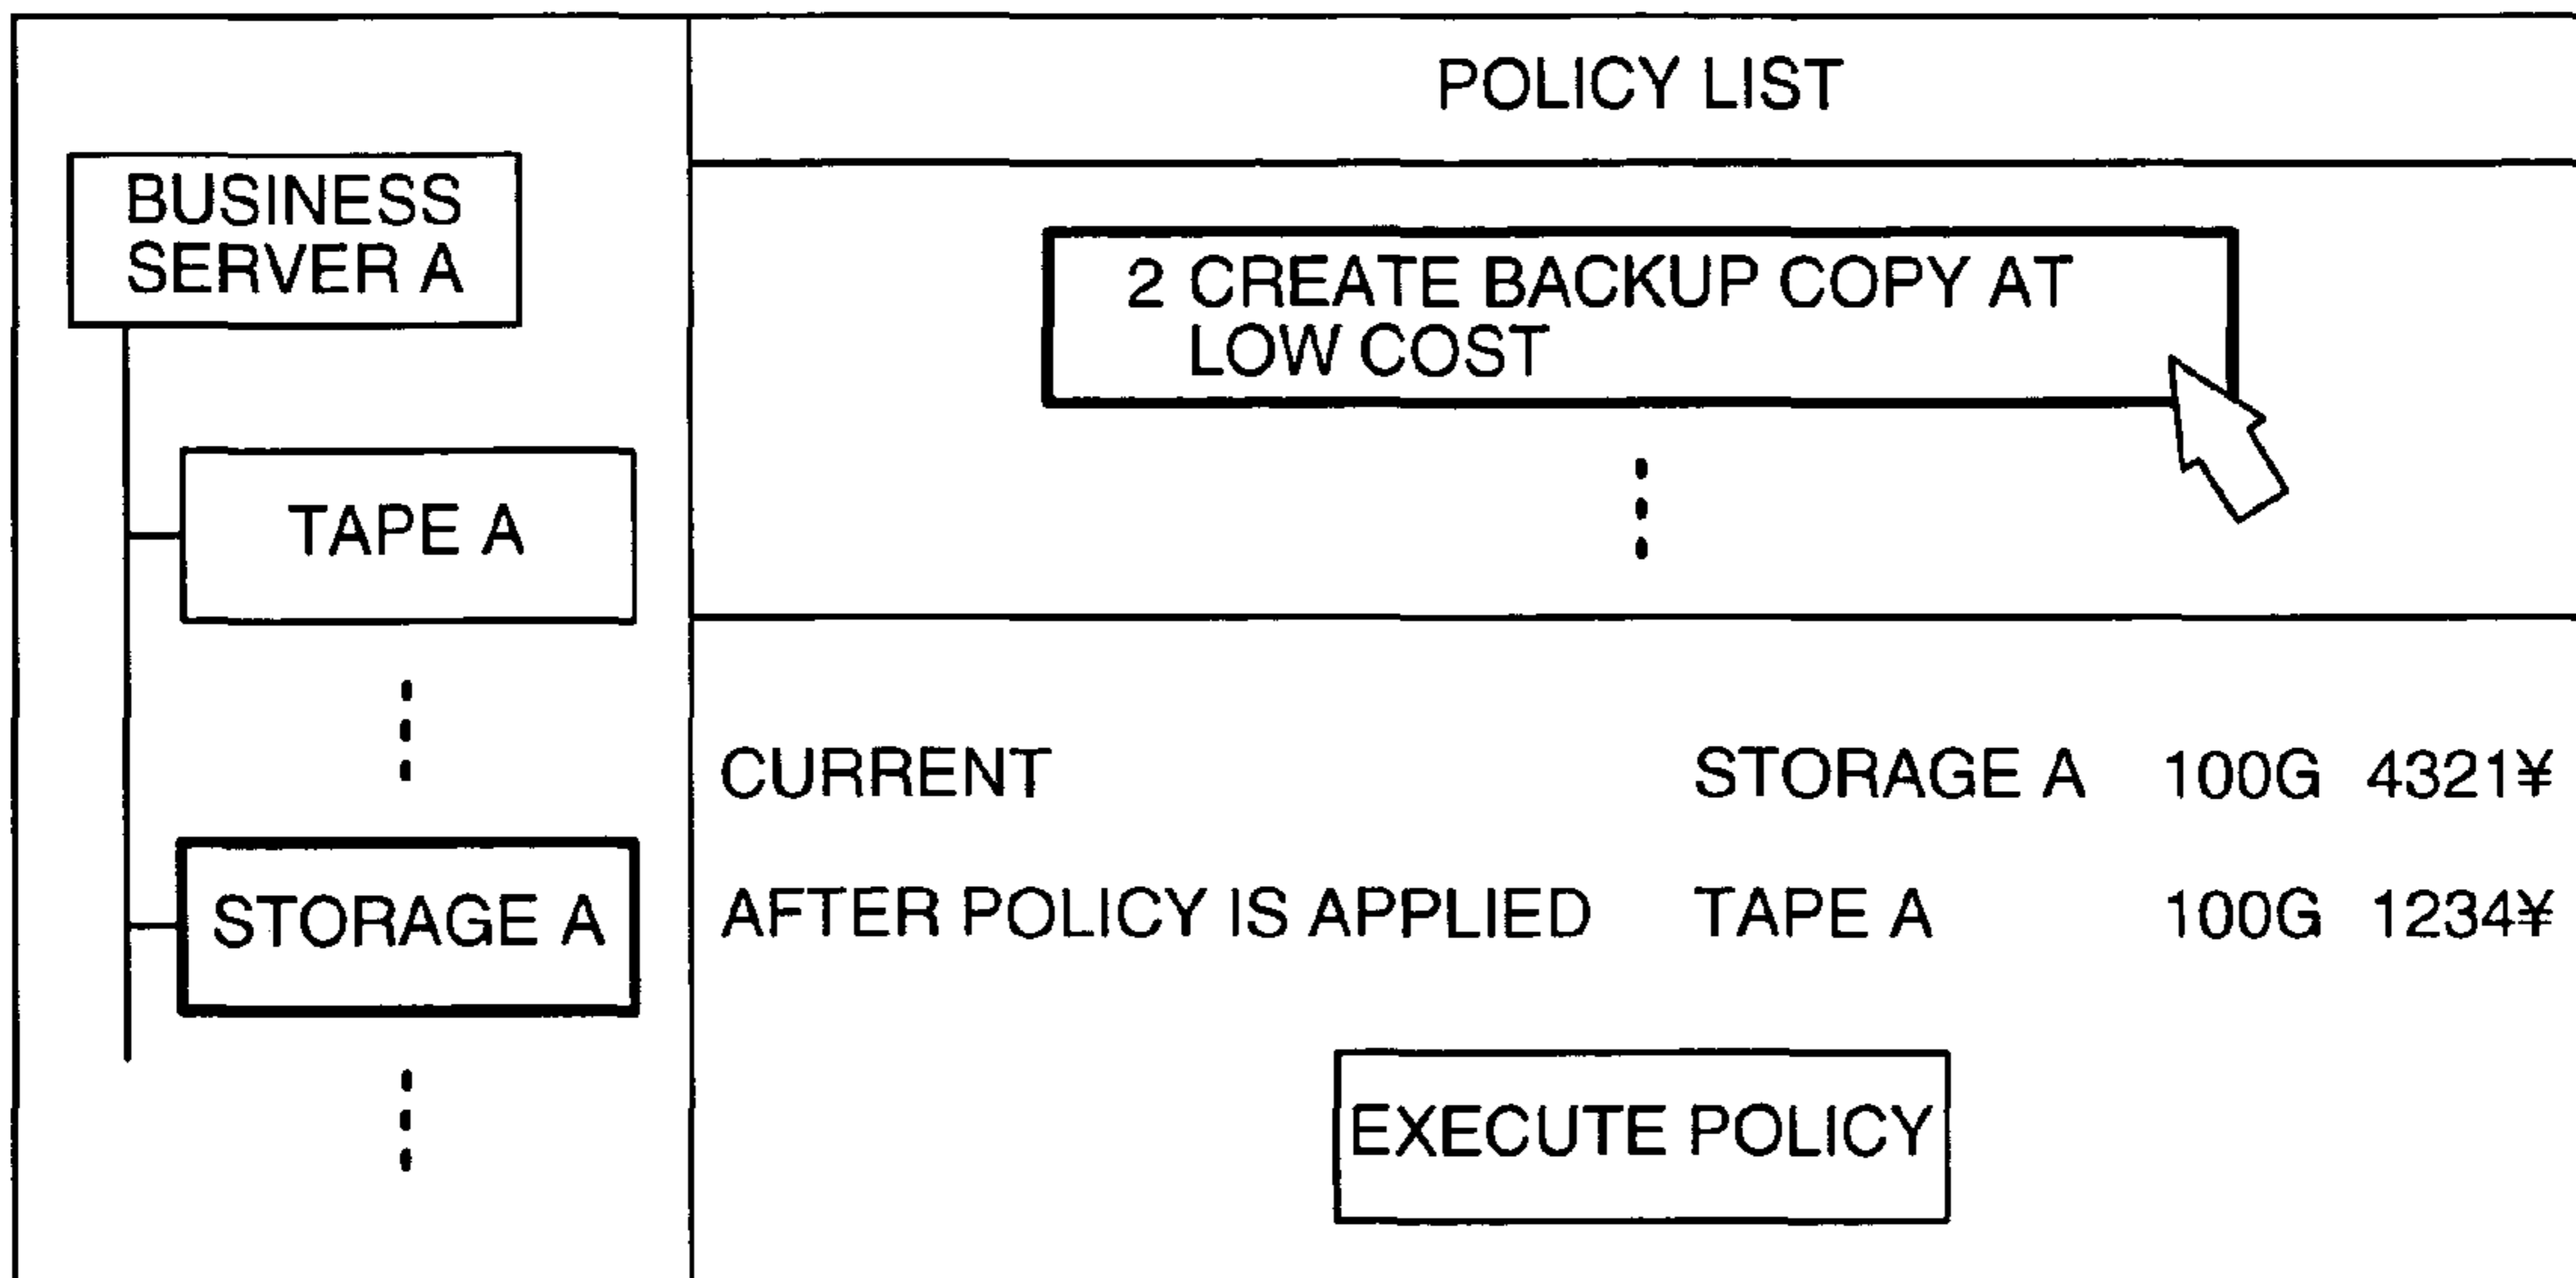 BUSINESS
SERVER A
TAPE A
STORAGE A
POLICY LIST
2 CREATE BACKUP COPY AT
LOW COST
CURRENT STORAGE A 100G 4321¥
AFTER POLICY IS APPLIED TAPE A 100G 1234¥
EXECUTE POLICY